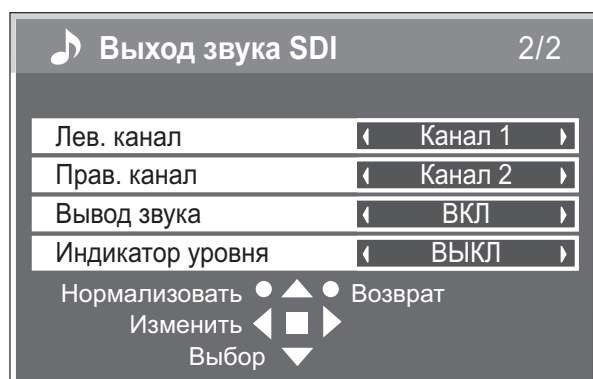 Выход звука SDI 2/2
Лев. канал Канал 1
Прав. канал Канал 2
Вывод звука ВКЛ
Индикатор уровня ВЫКЛ
Нормализовать Возврат
Изменить
Выбор